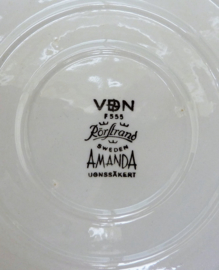 VDN
F555
Rörstrand
SWEDEN
AMANDA
UGNSSÄKERT